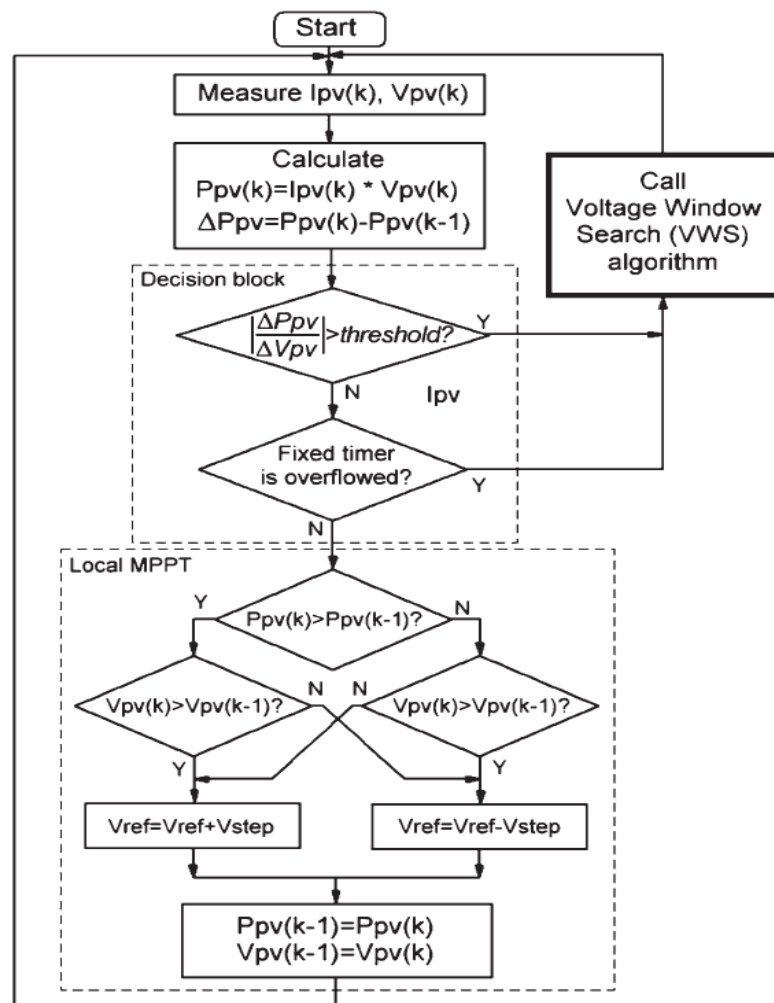 Start
Measure Ipv(k), Vpv(k)
Calculate
Ppv(k)=Ipv(k) * Vpv(k)
ΔPpv=Ppv(k)-Ppv(k-1)
Call
Voltage Window
Search (VWS)
algorithm
Decision block
|ΔPpv/ΔVpv|>threshold?
Y
N
Ipv
Fixed timer
is overflowed?
Y
N
Local MPPT
Y
Ppv(k)>Ppv(k-1)?
N
Vpv(k)>Vpv(k-1)?
N
N
Vpv(k)>Vpv(k-1)?
Y
Y
Vref=Vref+Vstep
Vref=Vref-Vstep
Ppv(k-1)=Ppv(k)
Vpv(k-1)=Vpv(k)